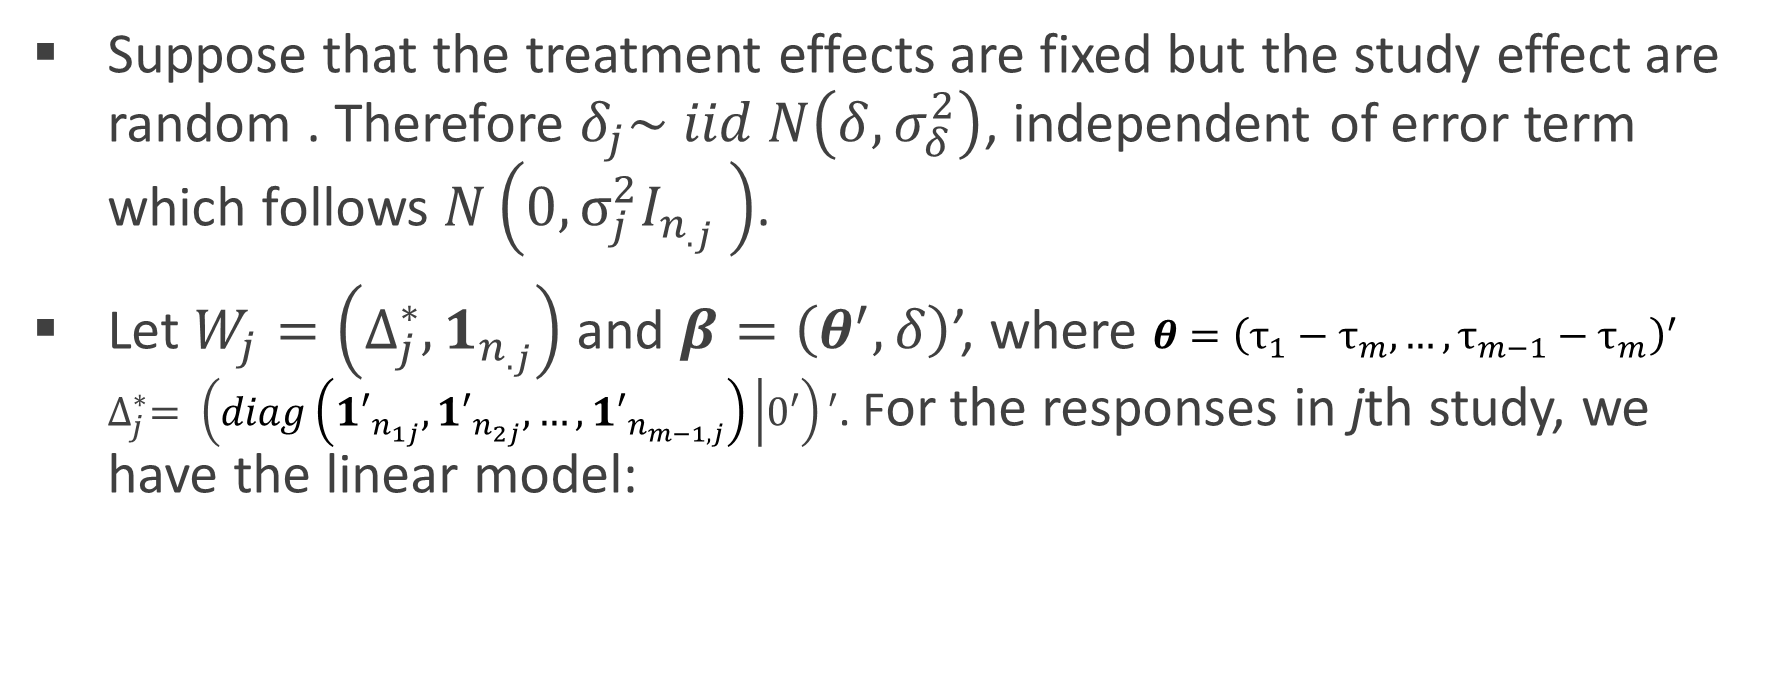 ▪ Suppose that the treatment effects are fixed but the study effect are
random . Therefore δⱼ~ iid N(δ, σ_δ^2), independent of error term
which follows N(0, σ_j^2 I_{n.j}).
▪ Let Wⱼ = (Δ_j^*, 𝟏_{n.j}) and 𝜷 = (𝜽′, δ)’, where 𝜽 = (τ₁ − τ_m, … , τ_{m−1} − τ_m)′
Δ_j^*= (diag(𝟏′_{n_{1j}}, 𝟏′_{n_{2j}}, … , 𝟏′_{n_{m−1,j}})|0′)′. For the responses in jth study, we
have the linear model: